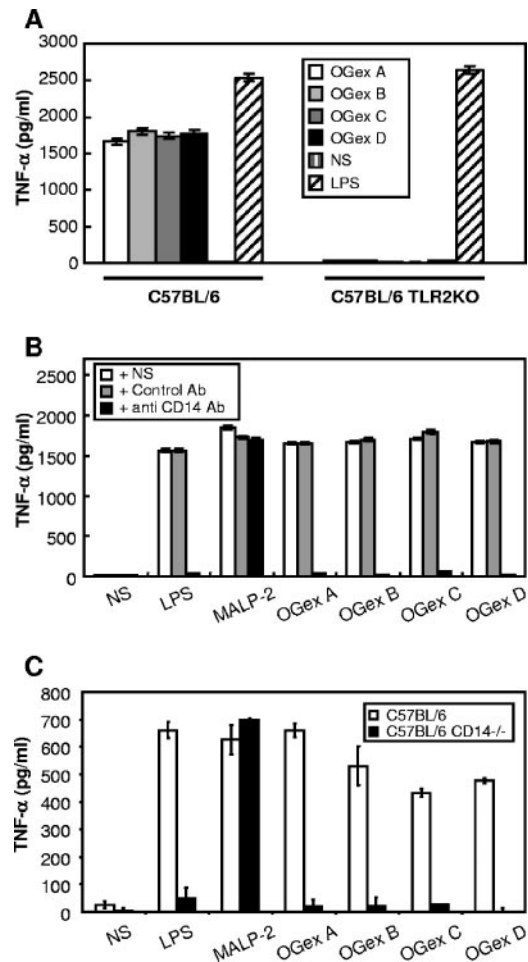 A
TNF-α (pg/ml)
3000
2500
2000
1500
1000
500
0
OGex A
OGex B
OGex C
OGex D
NS
LPS
C57BL/6
C57BL/6 TLR2KO
B
TNF-α (pg/ml)
2500
2000
1500
1000
500
0
+ NS
+ Control Ab
+ anti CD14 Ab
NS
LPS
MALP-2
OGex A
OGex B
OGex C
OGex D
C
TNF-α (pg/ml)
800
700
600
500
400
300
200
100
0
C57BL/6
C57BL/6 CD14-/-
NS
LPS
MALP-2
OGex A
OGex B
OGex C
OGex D